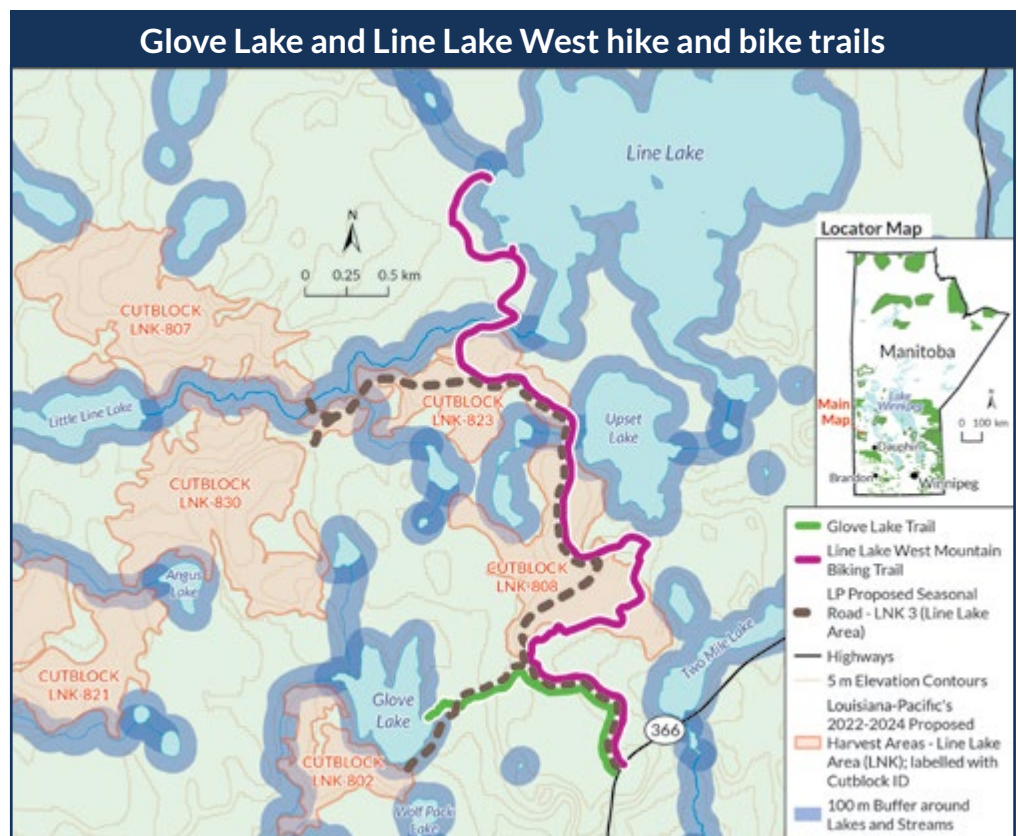 Glove Lake and Line Lake West hike and bike trails
Line Lake
N
0 0.25 0.5 km
CUTBLOCK
LNK-807
Little Line Lake
CUTBLOCK
LNK-823
Upset
Lake
CUTBLOCK
LNK-830
Angus
Lake
CUTBLOCK
LNK-808
CUTBLOCK
LNK-821
Glove
Lake
Two Mile Lake
366
CUTBLOCK
LNK-802
Wolf Pack
Lake
Locator Map
Manitoba
Lake
Winnipeg
Main
Map
N
0 100 km
Dauphin
Brandon
Winnipeg
Glove Lake Trail
Line Lake West Mountain
Biking Trail
LP Proposed Seasonal
Road - LNK 3 (Line Lake
Area)
Highways
5 m Elevation Contours
Louisiana-Pacific's
2022-2024 Proposed
Harvest Areas - Line Lake
Area (LNK); labelled with
Cutblock ID
100 m Buffer around
Lakes and Streams